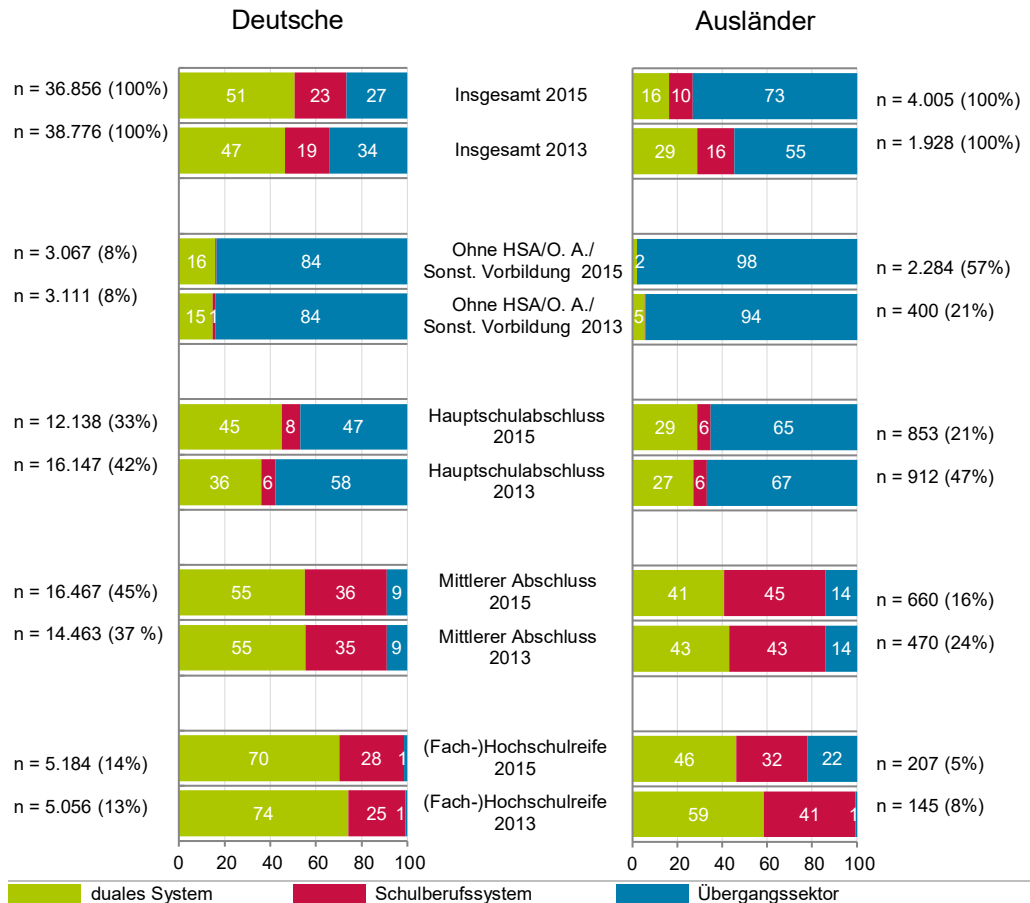 Deutsche
Ausländer
n = 36.856 (100%)
51 23 27
Insgesamt 2015
16 10 73
n = 4.005 (100%)
n = 38.776 (100%)
47 19 34
Insgesamt 2013
29 16 55
n = 1.928 (100%)
n = 3.067 (8%)
16 84
Ohne HSA/O. A./
Sonst. Vorbildung 2015
2 98
n = 2.284 (57%)
n = 3.111 (8%)
15 1 84
Ohne HSA/O. A./
Sonst. Vorbildung 2013
5 94
n = 400 (21%)
n = 12.138 (33%)
45 8 47
Hauptschulabschluss
2015
29 6 65
n = 853 (21%)
n = 16.147 (42%)
36 6 58
Hauptschulabschluss
2013
27 6 67
n = 912 (47%)
n = 16.467 (45%)
55 36 9
Mittlerer Abschluss
2015
41 45 14
n = 660 (16%)
n = 14.463 (37 %)
55 35 9
Mittlerer Abschluss
2013
43 43 14
n = 470 (24%)
n = 5.184 (14%)
70 28 1
(Fach-)Hochschulreife
2015
46 32 22
n = 207 (5%)
n = 5.056 (13%)
74 25 1
(Fach-)Hochschulreife
2013
59 41 1
n = 145 (8%)
0 20 40 60 80 100
0 20 40 60 80 100
duales System
Schulberufssystem
Übergangssektor